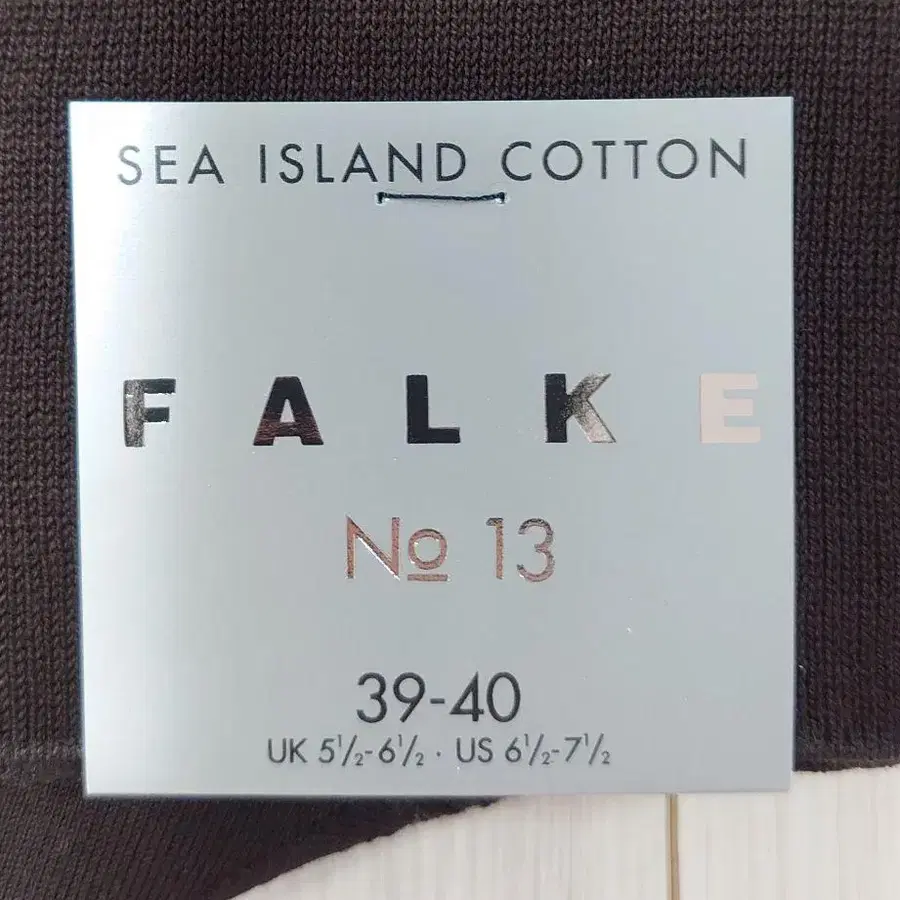 SEA ISLAND COTTON
FALKE
No 13
39-40
UK 5½-6½ · US 6½-7½